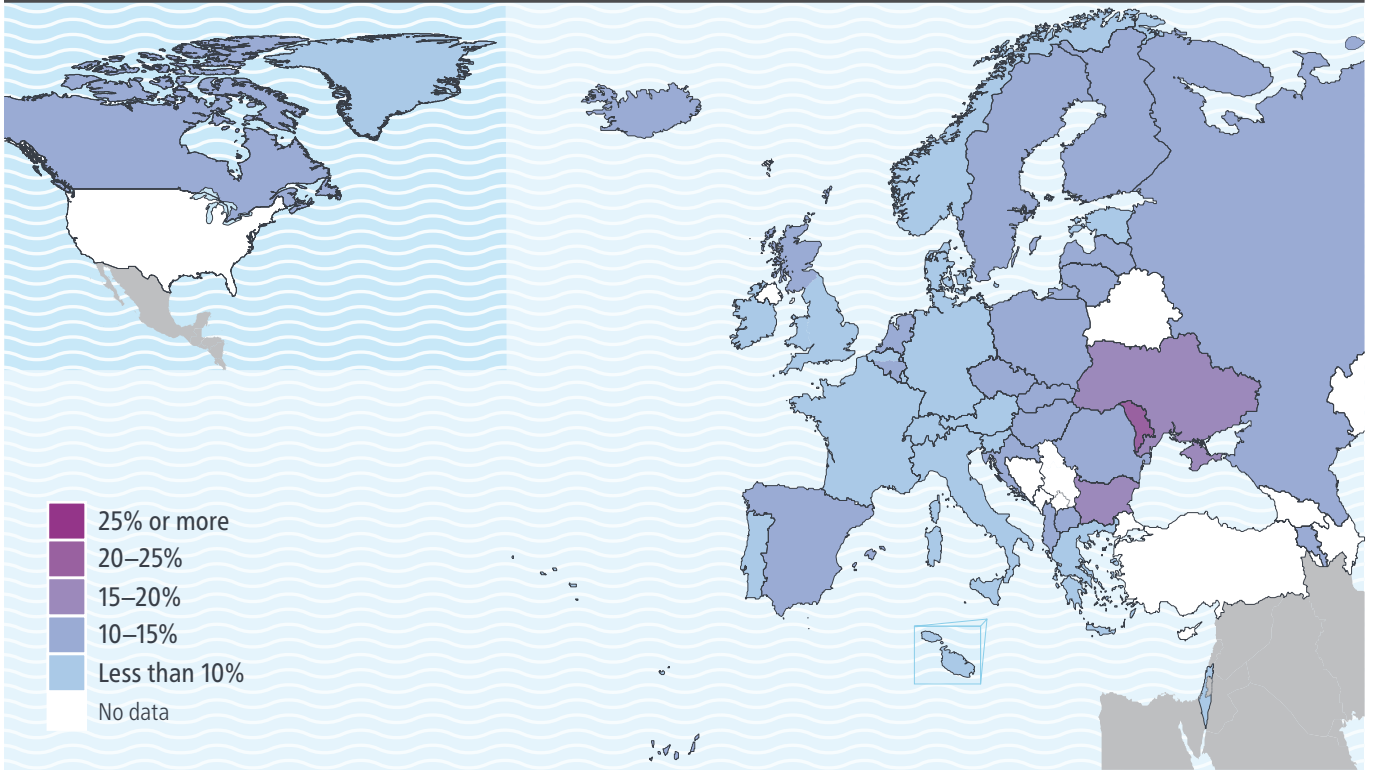 25% or more
20–25%
15–20%
10–15%
Less than 10%
No data